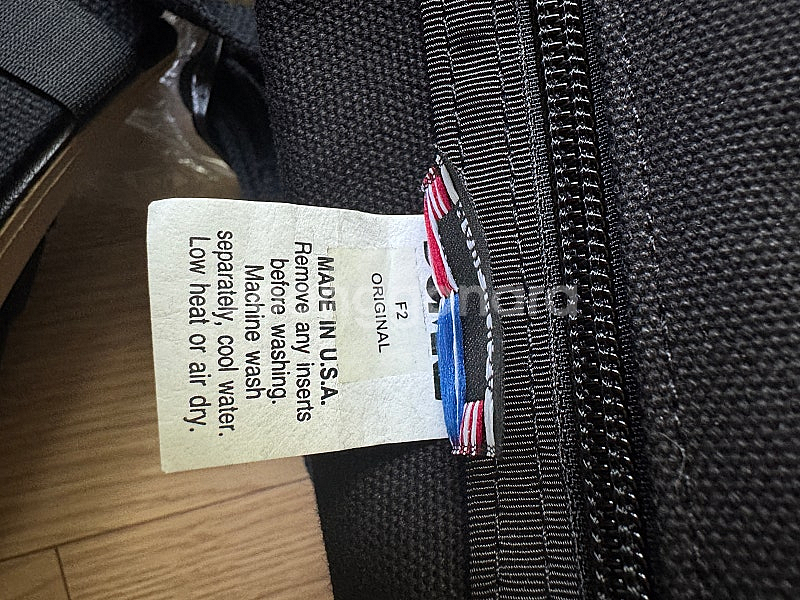 F2
ORIGINAL
MADE IN U.S.A.
Remove any inserts
before washing.
Machine wash
separately, cool water.
Low heat or air dry.